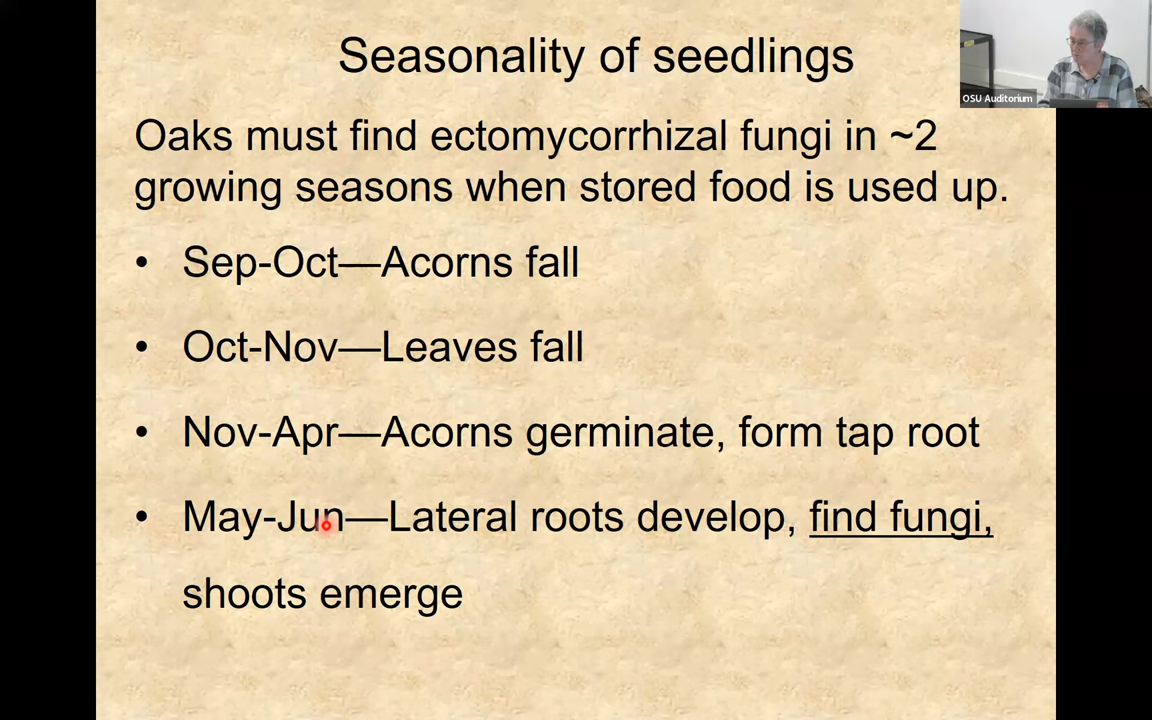 Seasonality of seedlings
OSU Auditorium
Oaks must find ectomycorrhizal fungi in ~2
growing seasons when stored food is used up.
• Sep-Oct—Acorns fall
• Oct-Nov—Leaves fall
• Nov-Apr—Acorns germinate, form tap root
• May-Jun—Lateral roots develop, find fungi,
shoots emerge